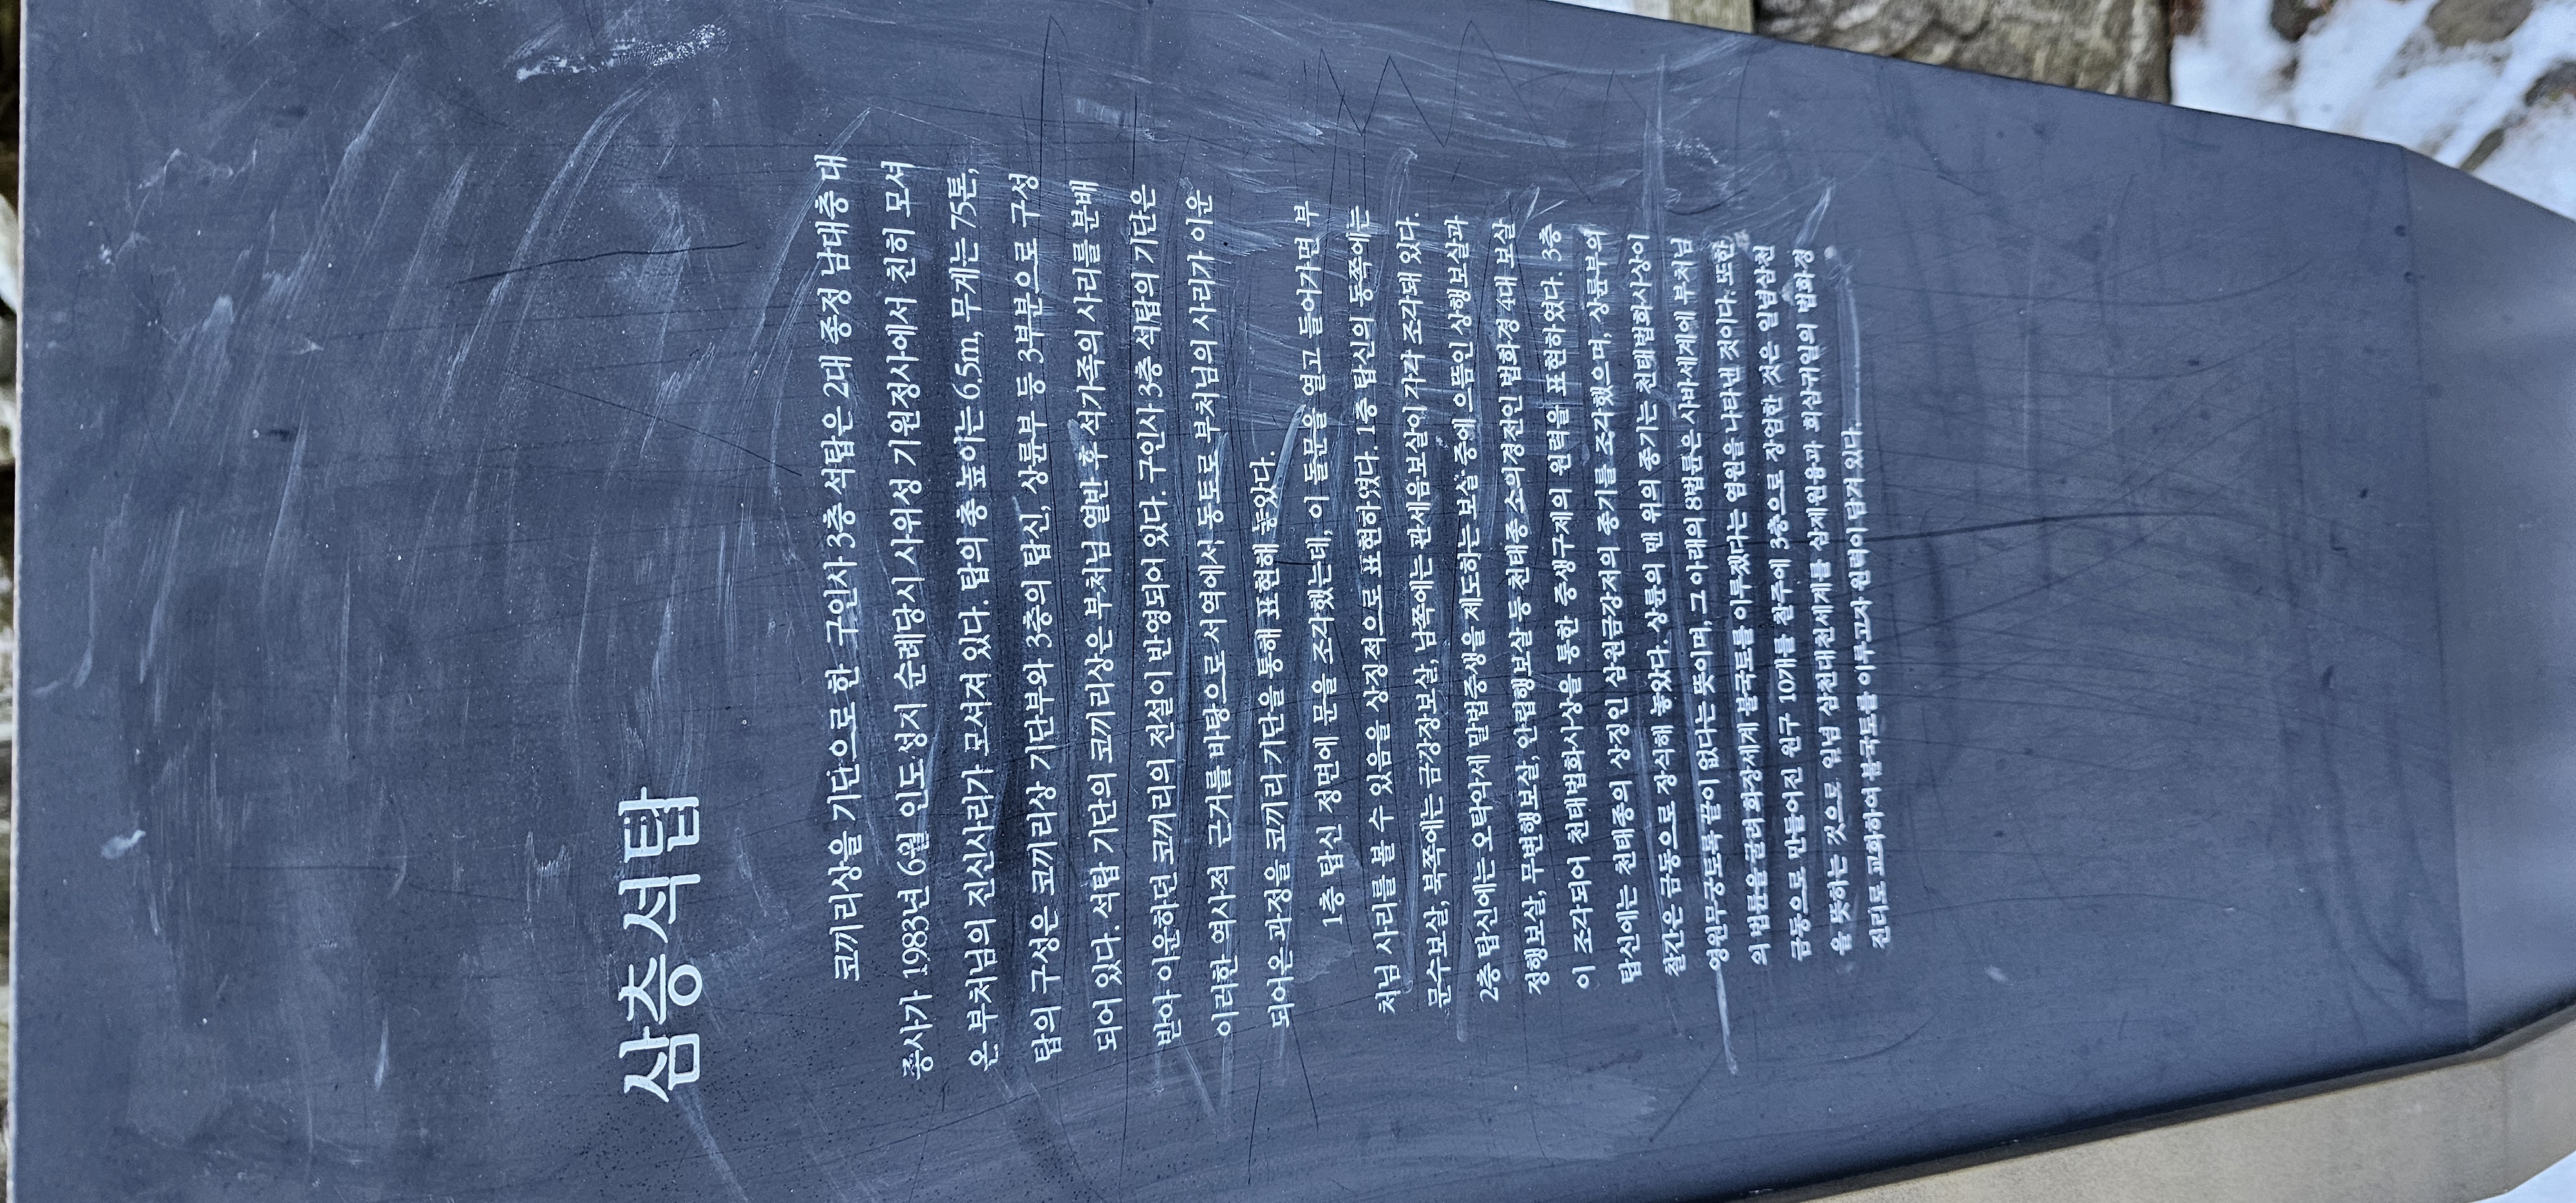 삼층석탑
코끼리상을 기단으로 한 구인사 3층 석탑은 2대 종정 남대충 대
종사가 1983년 6월 인도성지 순례당시 사위성 기원정사에서 친히 모셔
온 부처님의 진신사리가 모셔져 있다. 탑의 총 높이는 6.5m, 무게는 75톤,
탑의 구성은 코끼리상 기단부와 3층의 탑신, 상륜부 등 3부분으로 구성
되어 있다. 석탑 기단의 코끼리상은 부처님 열반 후 석가족의 사리를 분배
받아 이운하던 코끼리의 전설이 반영되어 있다. 구인사 3층 석탑의 기단은
이러한 역사적 근거를 바탕으로 서역에서 동토로 부처님의 사리가 이운
되어온 과정을 코끼리 기단을 통해 표현해 놓았다.
1층 탑신 정면에 문을 조각했는데, 이 돌문을 열고 들어가면 부
처님 사리를 볼 수 있음을 상징적으로 표현하였다. 1층 탑신의 동쪽에는
문수보살, 북쪽에는 금강장보살, 남쪽에는 관세음보살이 각각 조각돼 있다.
2층 탑신에는 오탁악세 말법중생을 제도하는 보살 중에 으뜸인 상행보살과
정행보살, 무변행보살, 안립행보살 등 천태종 소의경전인 법화경 4대 보살
이 조각되어 천태법화사상을 통한 중생구제의 원력을 표현하였다. 3층
탑신에는 천태종의 상징인 삼원금강저의 종기를 조각했으며, 상륜부의
찰간은 금동으로 장식해 놓았다. 상륜의 맨 위의 종기는 천태법화사상이
영원무궁토록 끝이 없다는 뜻이며, 그 아래의 8법륜은 사바세계에 부처님
의 법륜을 굴려 화장세계 불국토를 이루겠다는 염원을 나타낸 것이다. 또한
금동으로 만들어진 원구 10개를 찰주에 3층으로 장엄한 것은 일념삼천
을 뜻하는 것으로 일념 삼천대천세계를 삼제원융과 회삼귀일의 법화경
진리로 교화하여 불국토를 이루고자 원력이 담겨 있다.